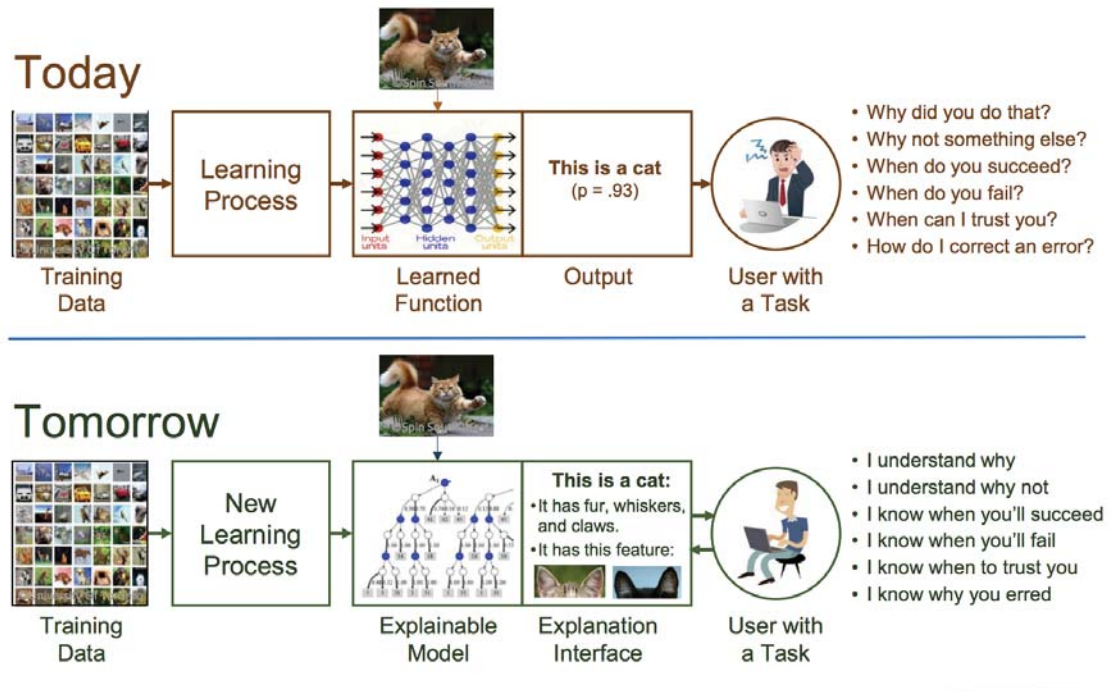 Today
Learning
Process
Input
units
Hidden
units
Output
units
This is a cat
(p = .93)
• Why did you do that?
• Why not something else?
• When do you succeed?
• When do you fail?
• When can I trust you?
• How do I correct an error?
Training
Data
Learned
Function
Output
User with
a Task
Tomorrow
New
Learning
Process
This is a cat:
•It has fur, whiskers,
and claws.
•It has this feature:
• I understand why
• I understand why not
• I know when you'll succeed
• I know when you'll fail
• I know when to trust you
• I know why you erred
Training
Data
Explainable
Model
Explanation
Interface
User with
a Task